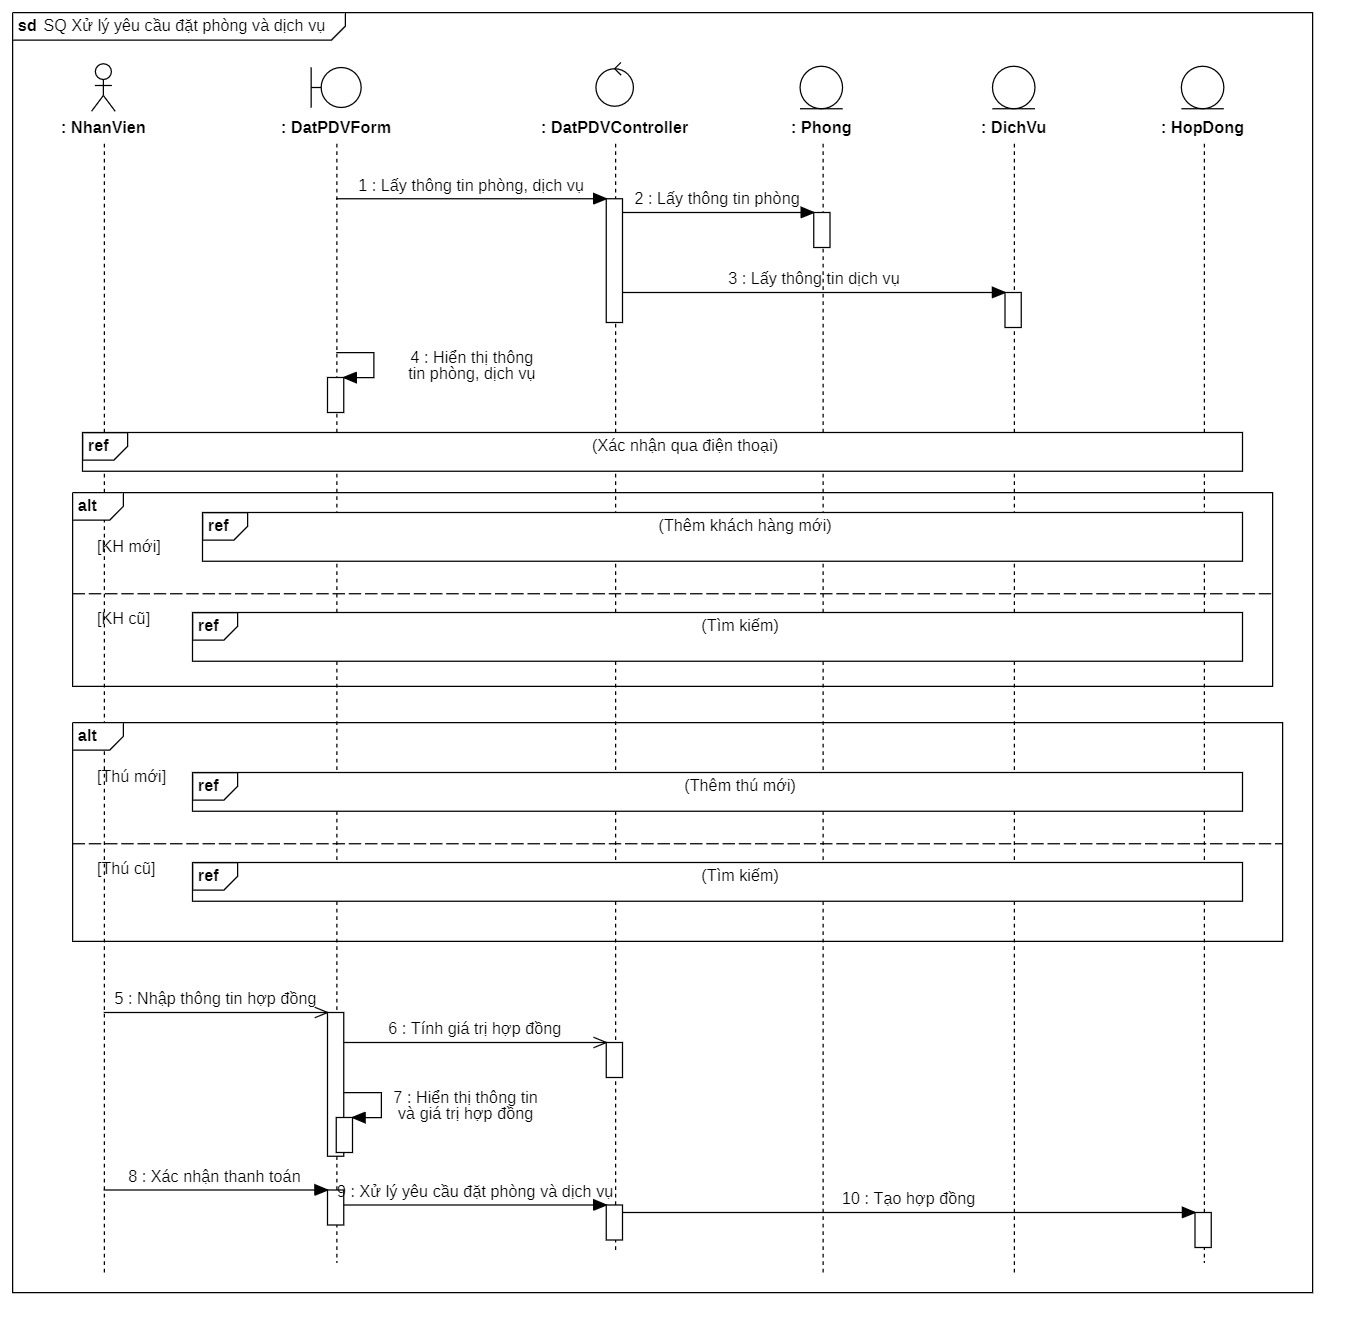 sd SQ Xử lý yêu cầu đặt phòng và dịch vụ
: NhanVien
: DatPDVForm
: DatPDVController
: Phong
: DichVu
: HopDong
1 : Lấy thông tin phòng, dịch vụ
2 : Lấy thông tin phòng
3 : Lấy thông tin dịch vụ
4 : Hiển thị thông
tin phòng, dịch vụ
ref (Xác nhận qua điện thoại)
alt
ref (Thêm khách hàng mới)
[KH mới]
[KH cũ]
ref (Tìm kiếm)
alt
[Thú mới]
ref (Thêm thú mới)
[Thú cũ]
ref (Tìm kiếm)
5 : Nhập thông tin hợp đồng
6 : Tính giá trị hợp đồng
7 : Hiển thị thông tin
và giá trị hợp đồng
8 : Xác nhận thanh toán
9 : Xử lý yêu cầu đặt phòng và dịch vụ
10 : Tạo hợp đồng